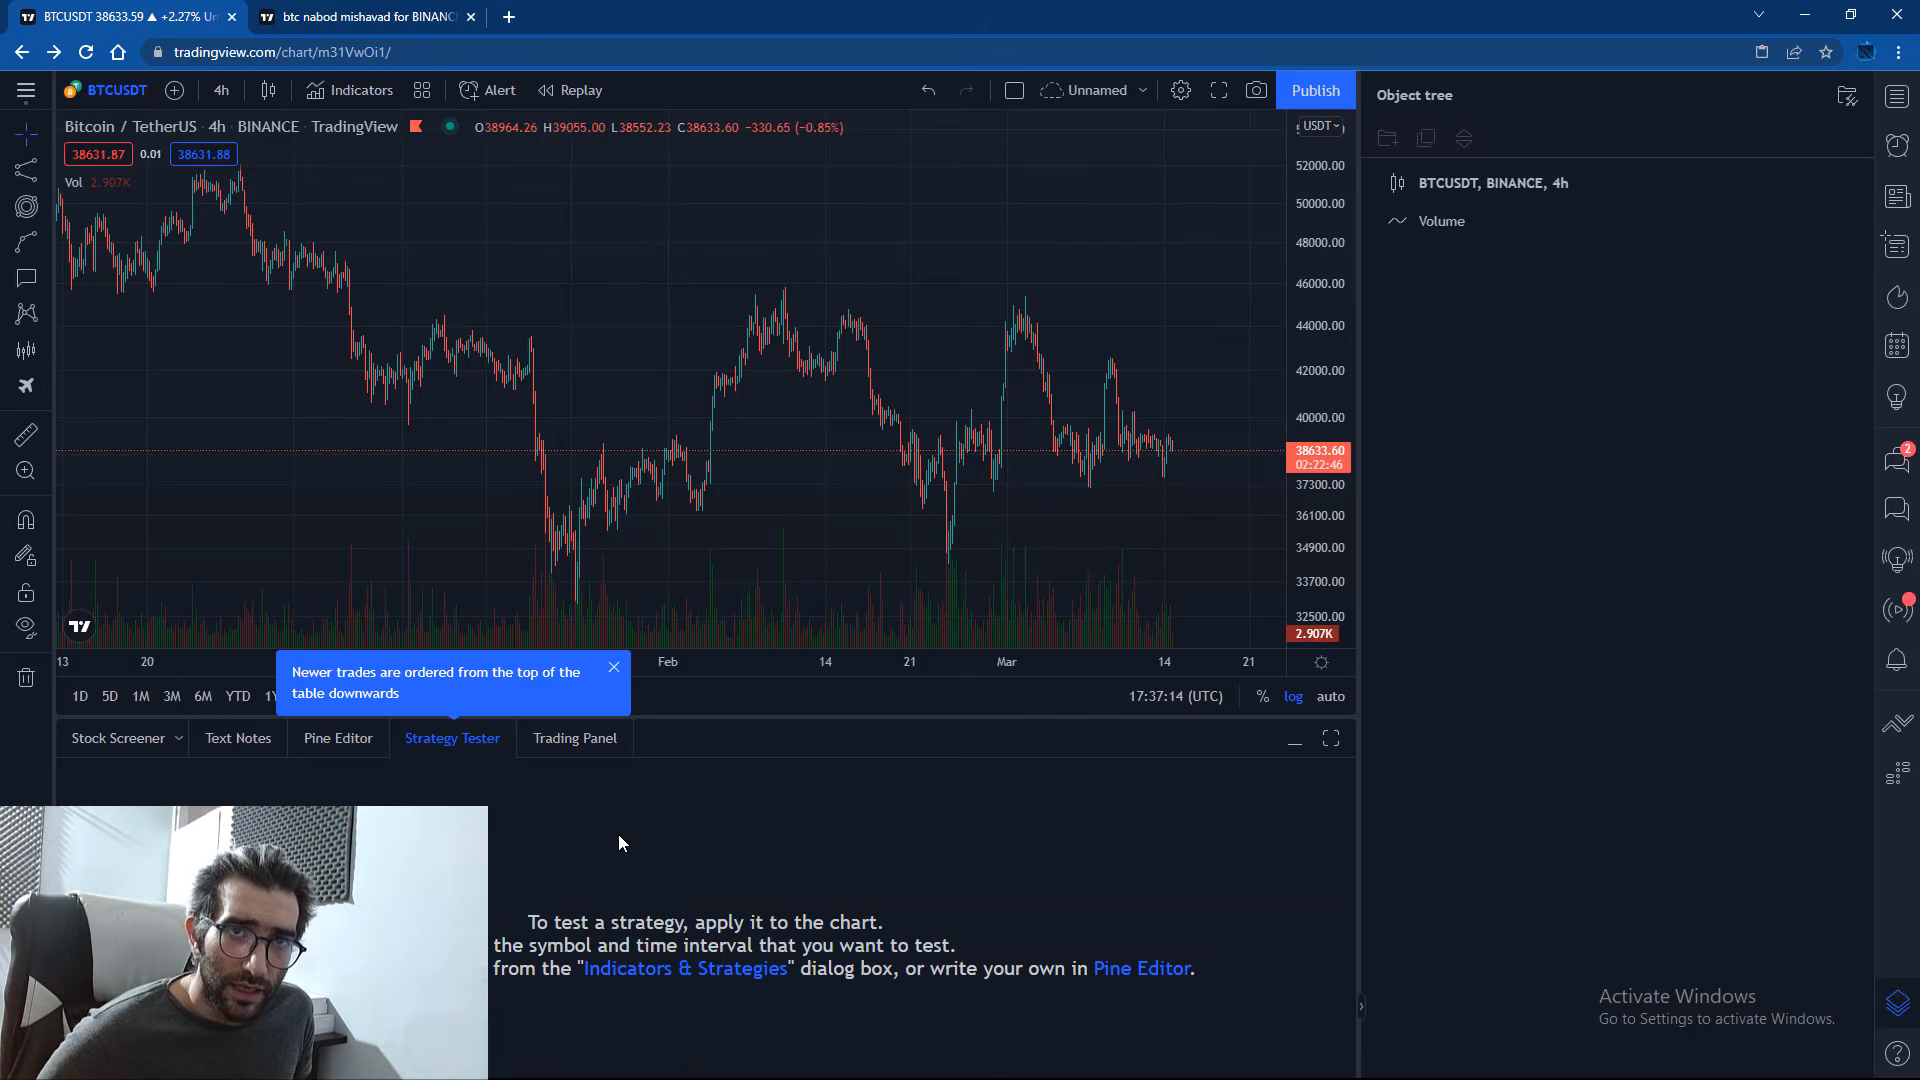 BTCUSDT 38633.59 ▲ +2.27% Un
btc nabod mishavad for BINANC
tradingview.com/chart/m31VwOi1/
BTCUSDT
4h
Indicators
Alert
Replay
Unnamed
Publish
Object tree
Bitcoin / TetherUS · 4h · BINANCE · TradingView
O38964.26 H39055.00 L38552.23 C38633.60 −330.65 (−0.85%)
USDT
38631.87
0.01
38631.88
Vol 2.907K
BTCUSDT, BINANCE, 4h
Volume
52000.00
50000.00
48000.00
46000.00
44000.00
42000.00
40000.00
38633.60
02:22:46
37300.00
36100.00
34900.00
33700.00
32500.00
2.907K
2
13
20
Feb
14
21
Mar
14
21
Newer trades are ordered from the top of the
table downwards
1D
5D
1M
3M
6M
YTD
17:37:14 (UTC)
%
log
auto
Stock Screener
Text Notes
Pine Editor
Strategy Tester
Trading Panel
To test a strategy, apply it to the chart.
the symbol and time interval that you want to test.
from the "Indicators & Strategies" dialog box, or write your own in Pine Editor.
Activate Windows
Go to Settings to activate Windows.